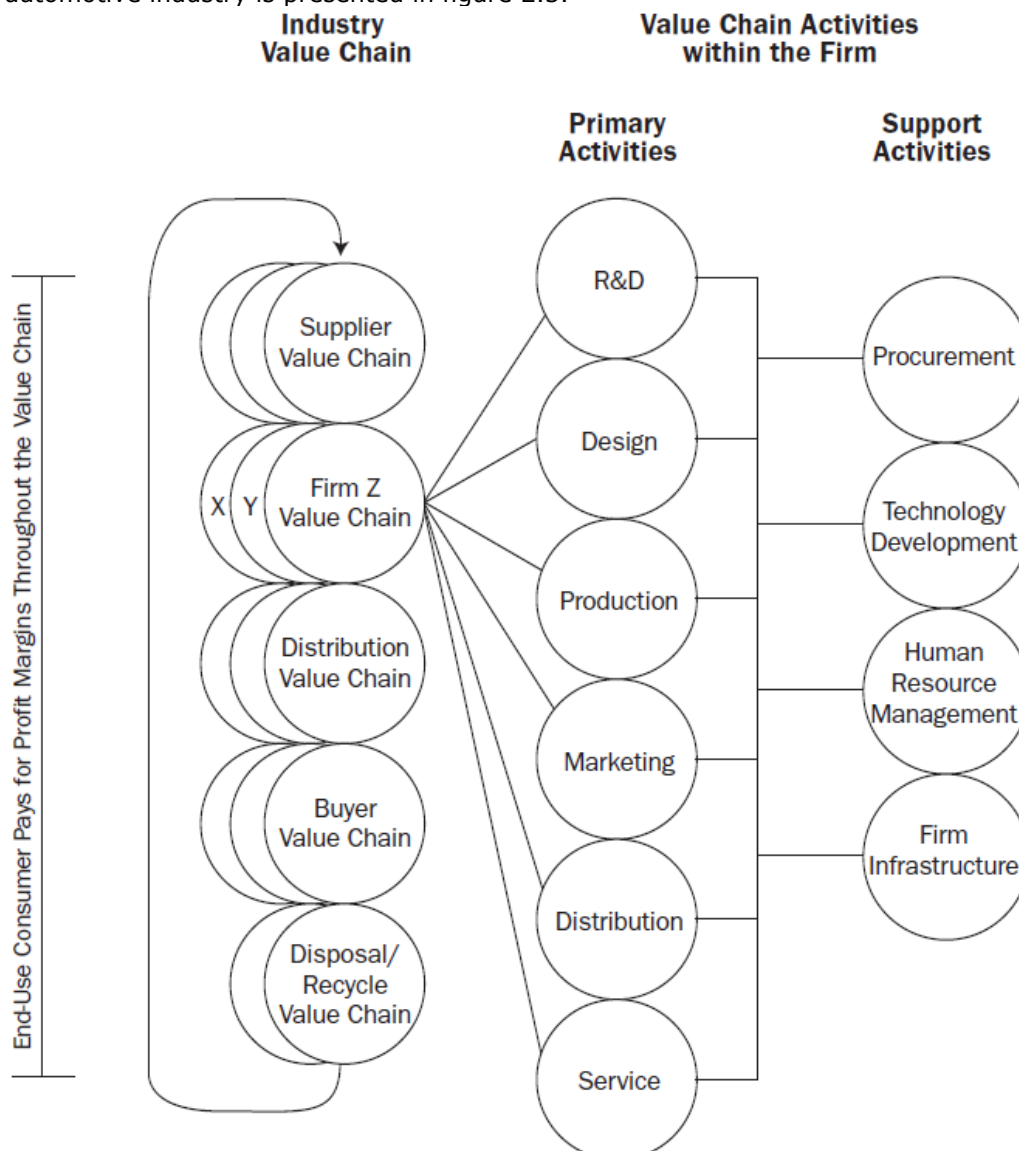 automotive industry is presented in figure 2.3.
Industry
Value Chain
Value Chain Activities
within the Firm
Primary
Activities
Support
Activities
End-Use Consumer Pays for Profit Margins Throughout the Value Chain
Supplier
Value Chain
X
Y
Firm Z
Value Chain
Distribution
Value Chain
Buyer
Value Chain
Disposal/
Recycle
Value Chain
R&D
Design
Production
Marketing
Distribution
Service
Procurement
Technology
Development
Human
Resource
Management
Firm
Infrastructure